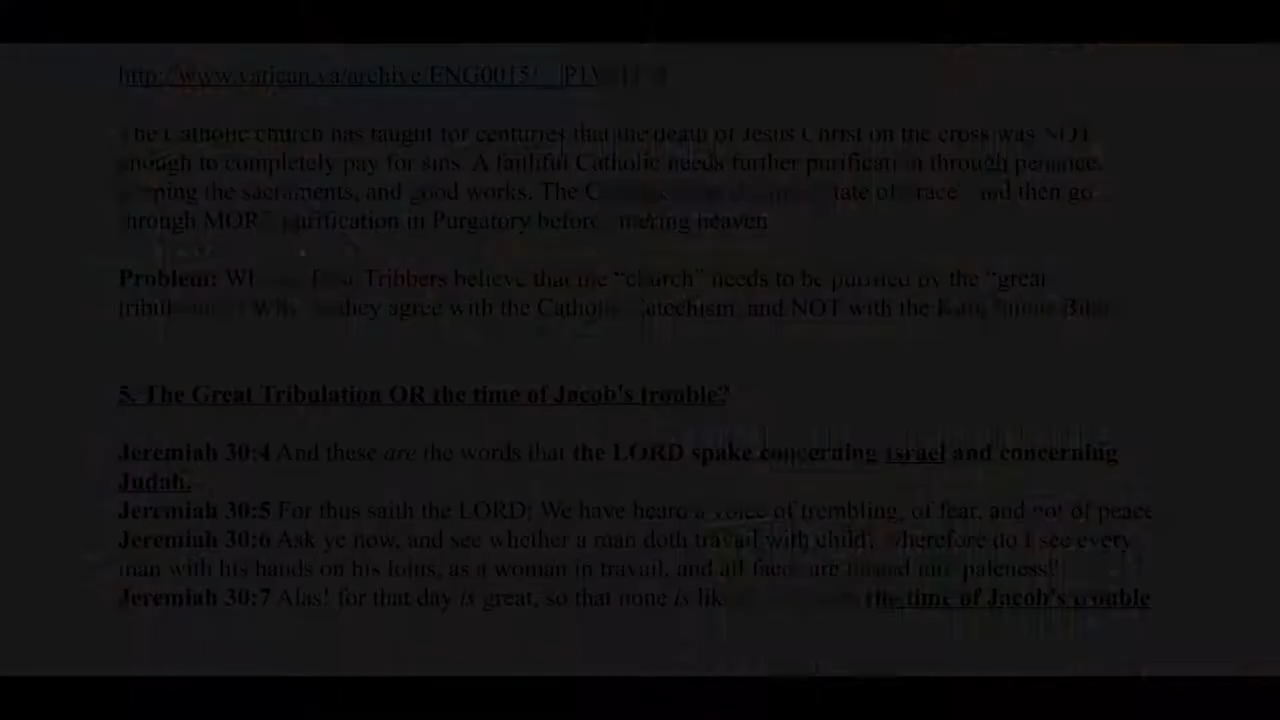 http://www.vatican.va/archive/ENG0015/
The Catholic church has taught for centuries that the death of Jesus Christ on the cross was NOT
enough to completely pay for sins. A faithful Catholic needs further purification through penance,
keeping the sacraments, and good works. The and then go
through MORE purification in Purgatory before entering heaven
Problem: Tribbers believe that the “church” needs to be purified by the “great
they agree with the Catholic Catechism, and NOT with the King James Bible
5. The Great Tribulation OR the time of Jacob's trouble?
Jeremiah 30:4 And these are the words that the LORD spake concerning Israel and concerning
Judah.
Jeremiah 30:5 For thus saith the LORD; We have heard a voice of trembling, of fear, and not of peace
Jeremiah 30:6 Ask ye now, and see whether a man doth travail with child? wherefore do I see every
man with his hands on his loins, as a woman in travail, and all faces are turned into paleness?
Jeremiah 30:7 Alas! for that day is great, so that none is like the time of Jacob's trouble